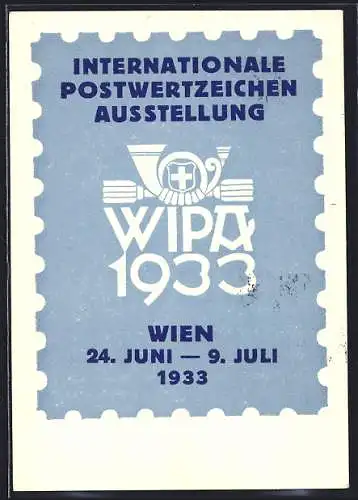 INTERNATIONALE
POSTWERTZEICHEN
AUSSTELLUNG
WIPA
1933
WIEN
24. JUNI — 9. JULI
1933